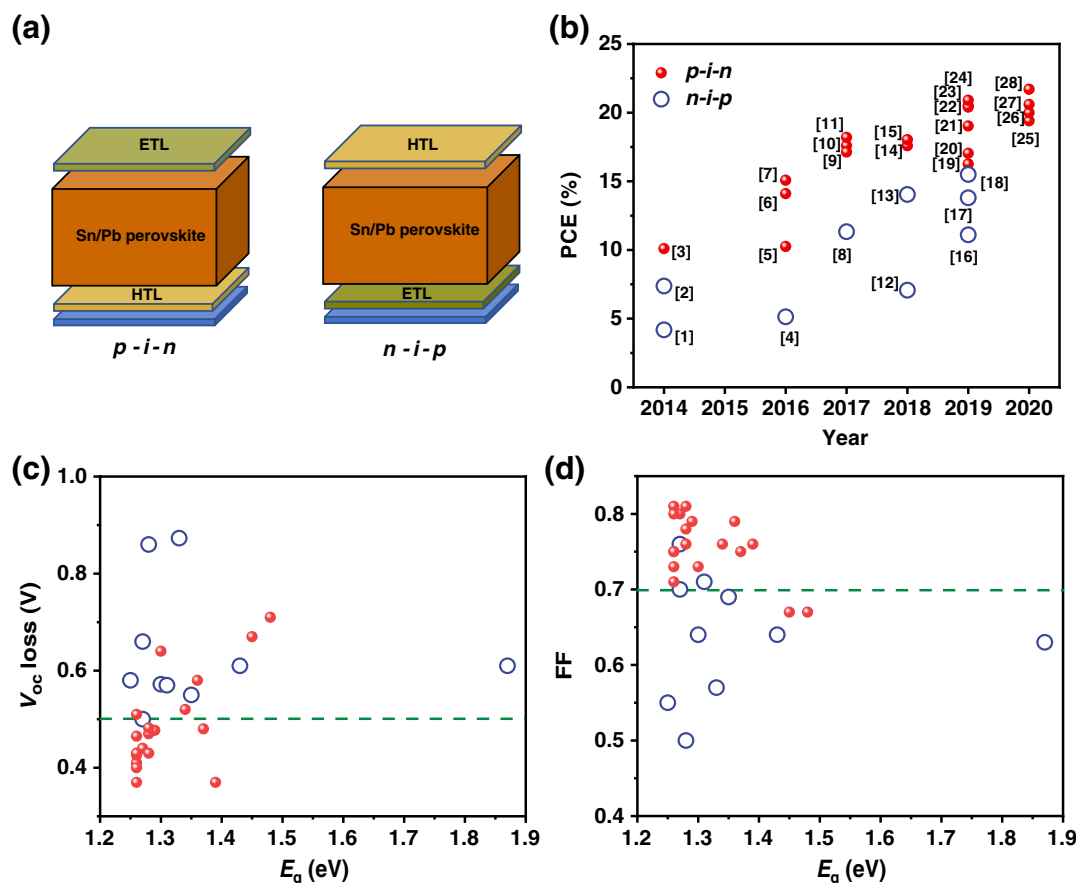 (a)
ETL
Sn/Pb perovskite
HTL
p -i-n
HTL
Sn/Pb perovskite
ETL
n -i-p
(b)
25
20
15
10
5
0
PCE (%)
p-i-n
n-i-p
[1]
[2]
[3]
[4]
[5]
[6]
[7]
[8]
[9]
[10]
[11]
[12]
[13]
[14]
[15]
[16]
[17]
[18]
[19]
[20]
[21]
[22]
[23]
[24]
[25]
[26]
[27]
[28]
2014 2015 2016 2017 2018 2019 2020
Year
(c)
1.0
0.8
0.6
0.4
Voc loss (V)
1.2 1.3 1.4 1.5 1.6 1.7 1.8 1.9
Eg (eV)
(d)
0.8
0.7
0.6
0.5
0.4
FF
1.2 1.3 1.4 1.5 1.6 1.7 1.8 1.9
Eg (eV)